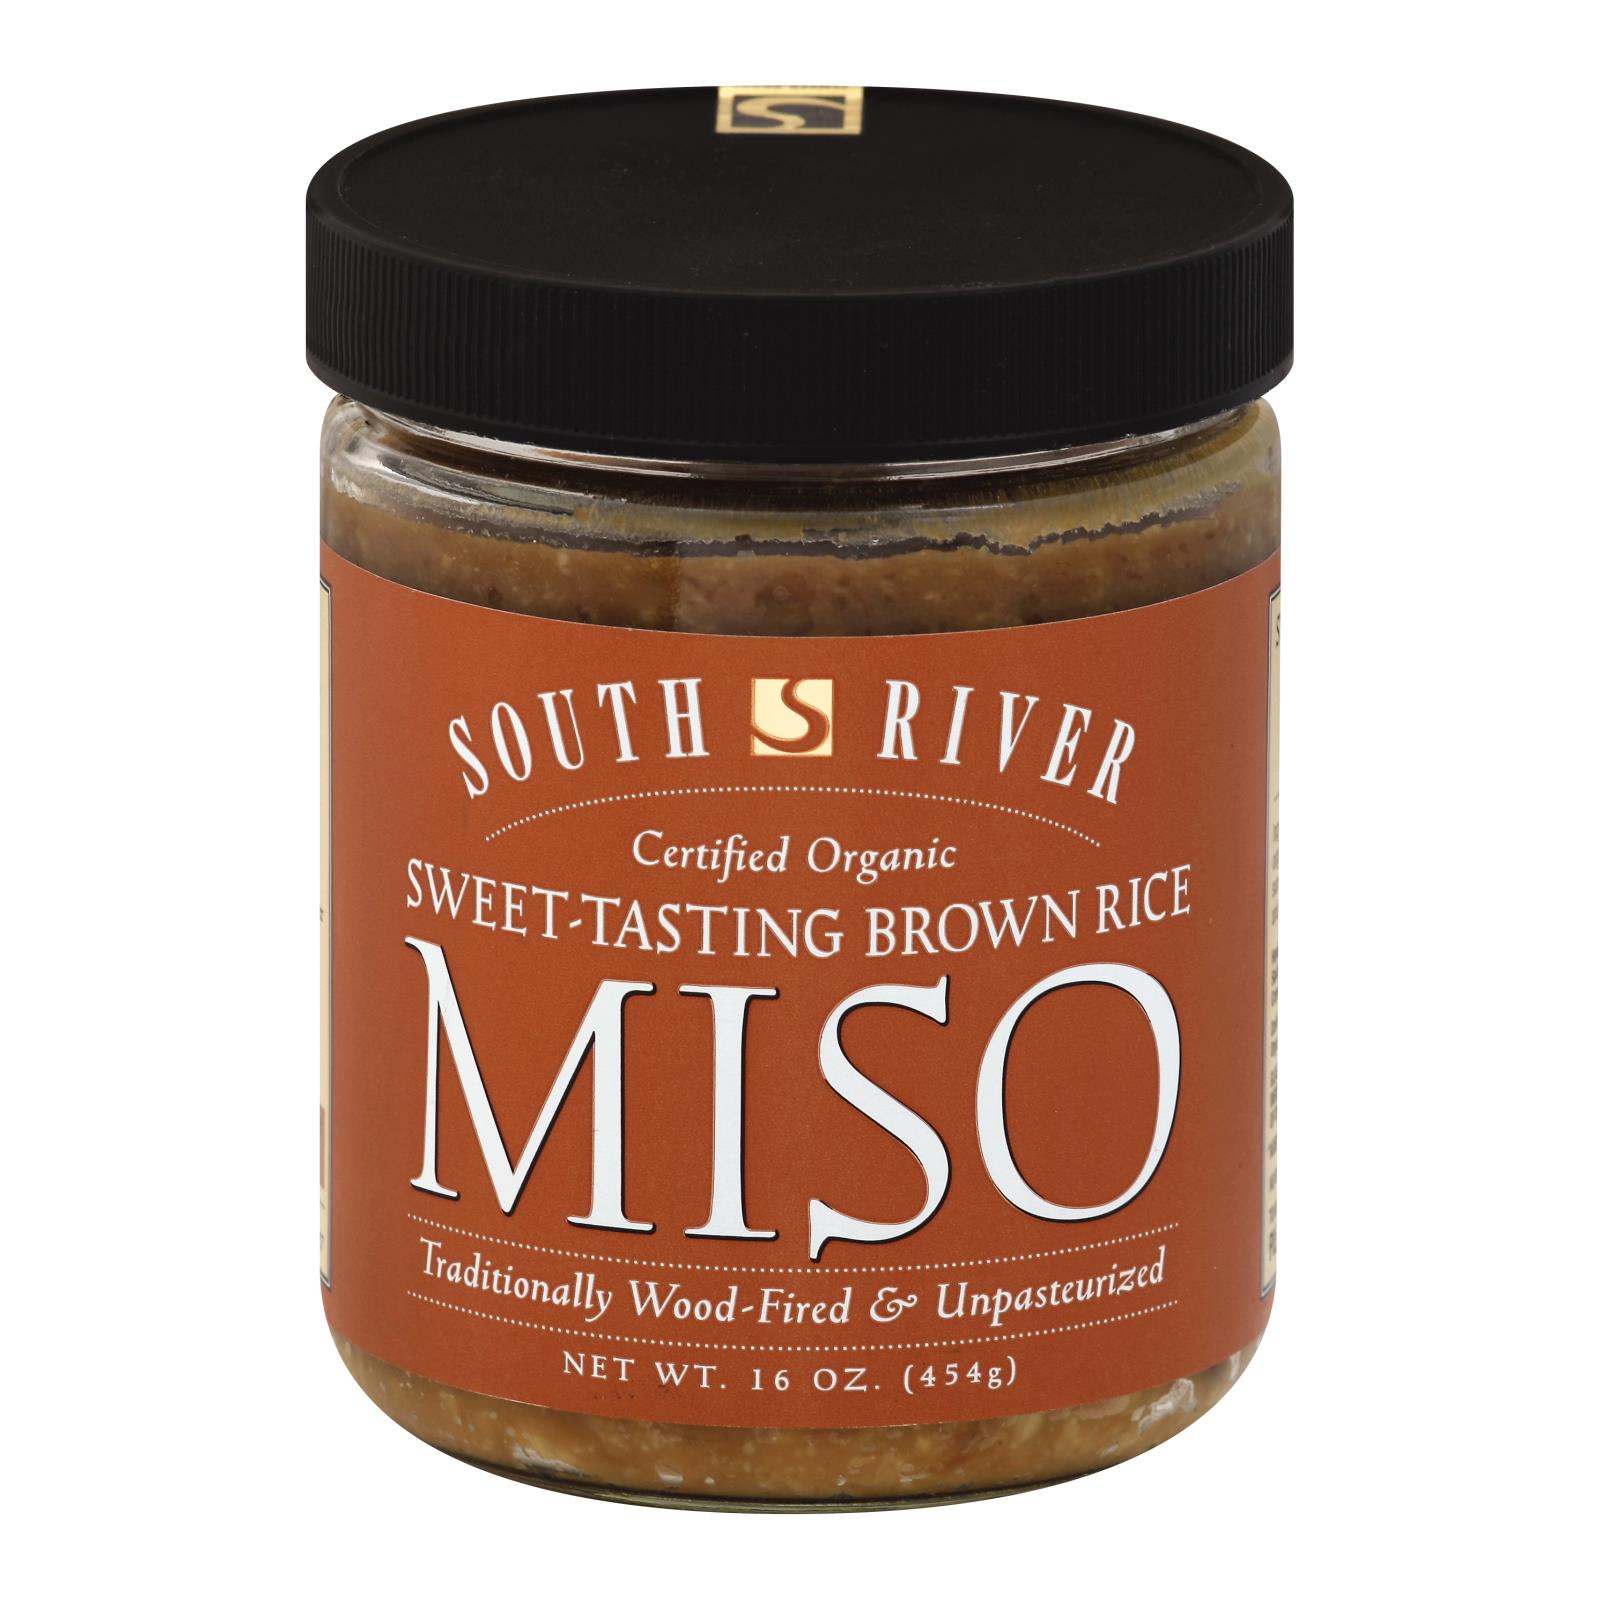 SOUTH RIVER
Certified Organic
SWEET-TASTING BROWN RICE
MISO
Traditionally Wood-Fired & Unpasteurized
NET WT. 16 OZ. (454g)